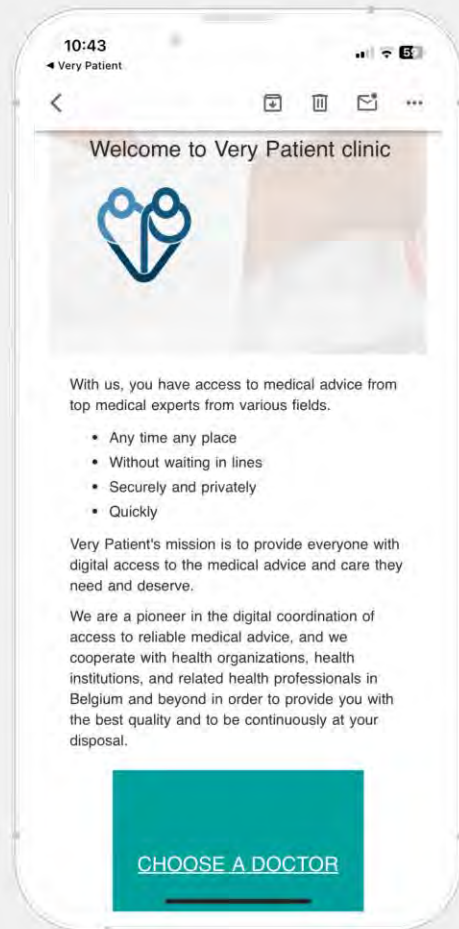 10:43
◀ Very Patient
Welcome to Very Patient clinic
With us, you have access to medical advice from
top medical experts from various fields.
• Any time any place
• Without waiting in lines
• Securely and privately
• Quickly
Very Patient's mission is to provide everyone with
digital access to the medical advice and care they
need and deserve.
We are a pioneer in the digital coordination of
access to reliable medical advice, and we
cooperate with health organizations, health
institutions, and related health professionals in
Belgium and beyond in order to provide you with
the best quality and to be continuously at your
disposal.
CHOOSE A DOCTOR